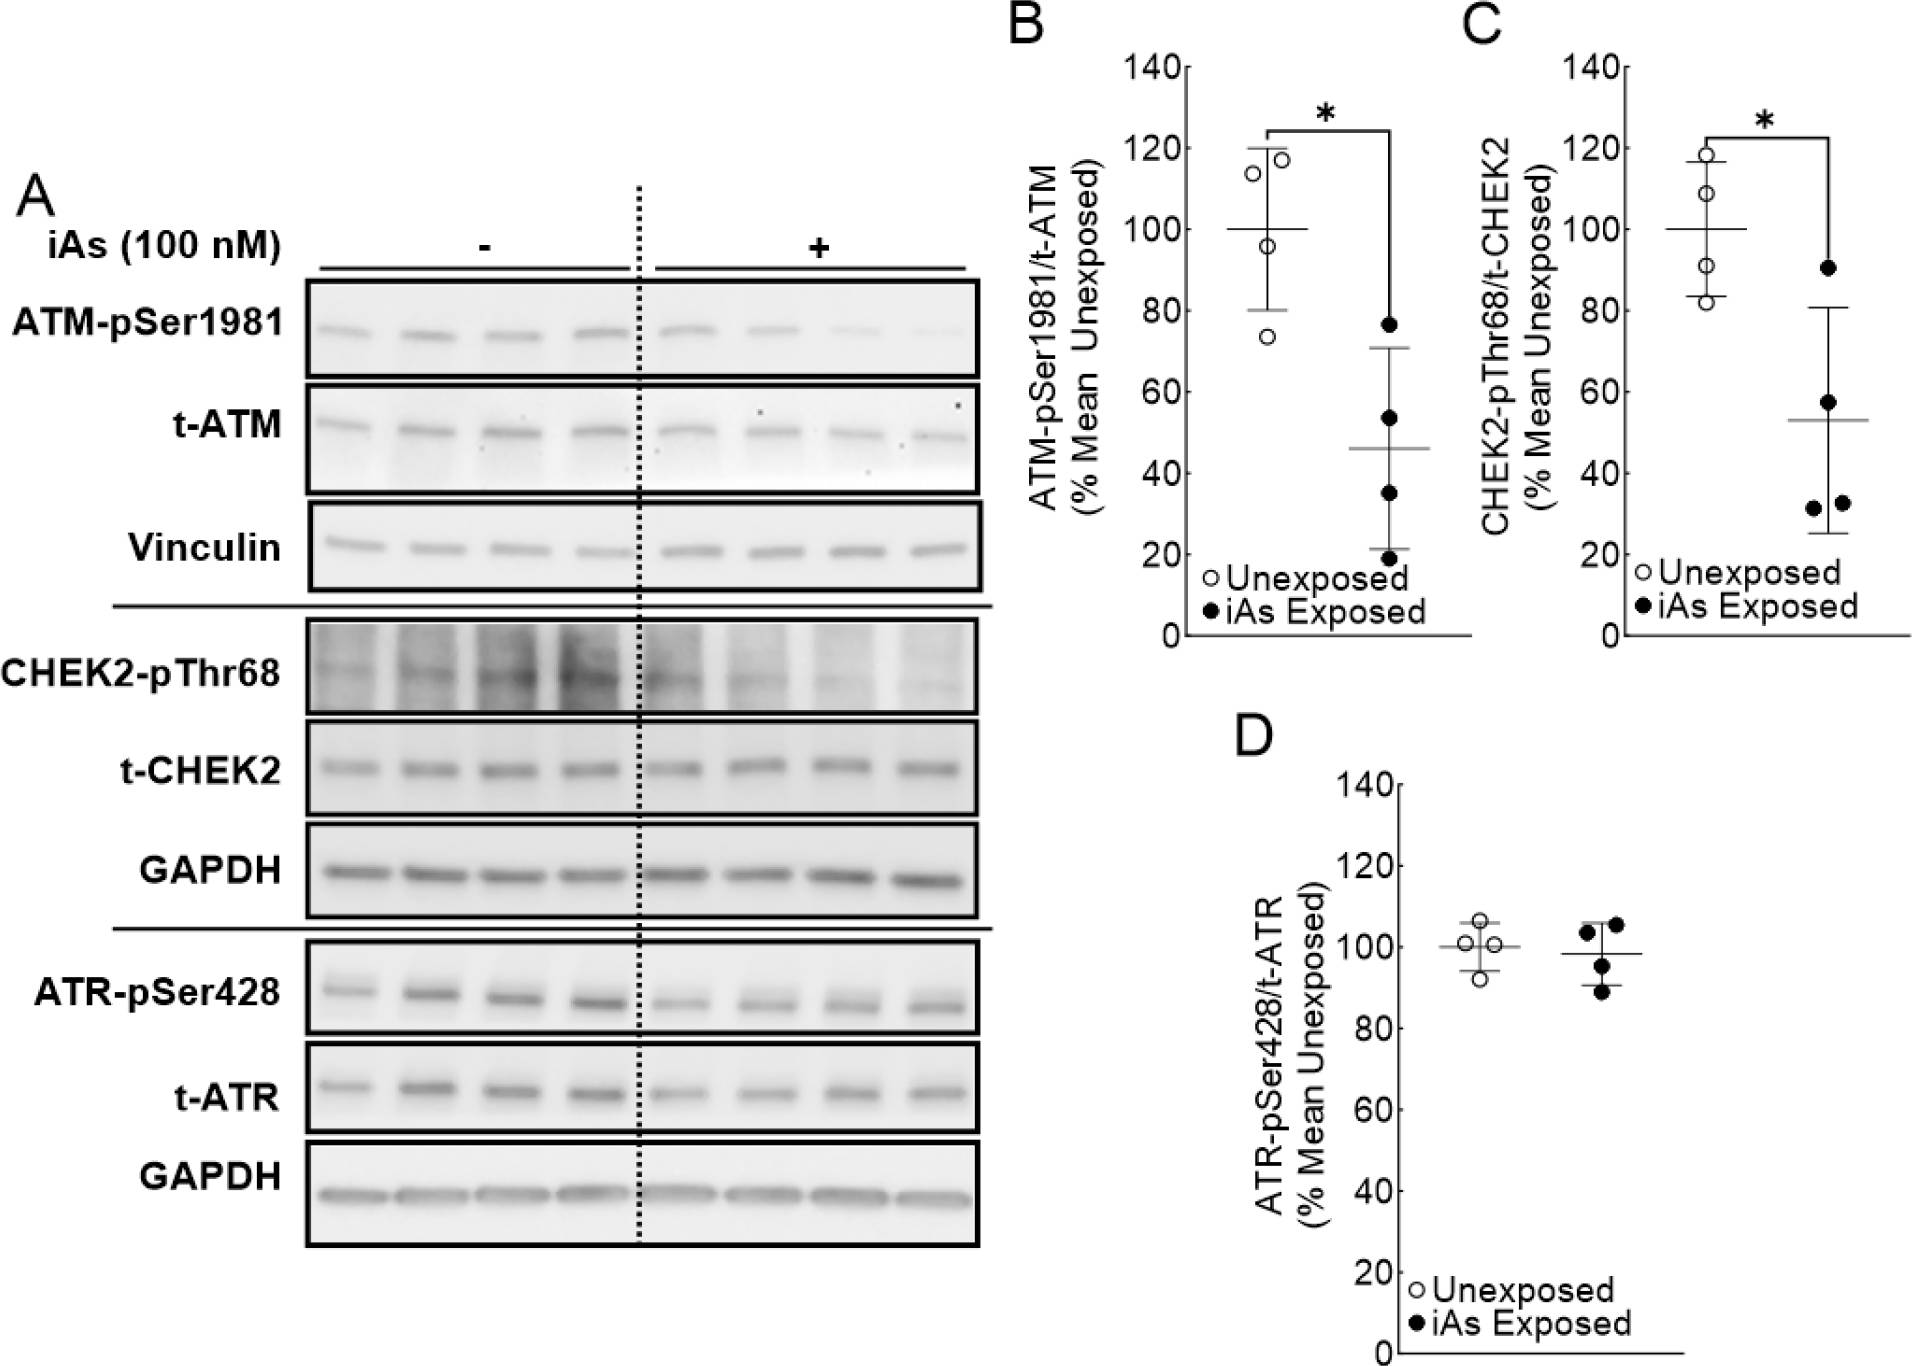 A
iAs (100 nM)
-
+
ATM-pSer1981
t-ATM
Vinculin
CHEK2-pThr68
t-CHEK2
GAPDH
ATR-pSer428
t-ATR
GAPDH
B
ATM-pSer1981/t-ATM
(% Mean Unexposed)
140
120
100
80
60
40
20
0
*
Unexposed
iAs Exposed
C
CHEK2-pThr68/t-CHEK2
(% Mean Unexposed)
140
120
100
80
60
40
20
0
*
Unexposed
iAs Exposed
D
ATR-pSer428/t-ATR
(% Mean Unexposed)
140
120
100
80
60
40
20
0
Unexposed
iAs Exposed